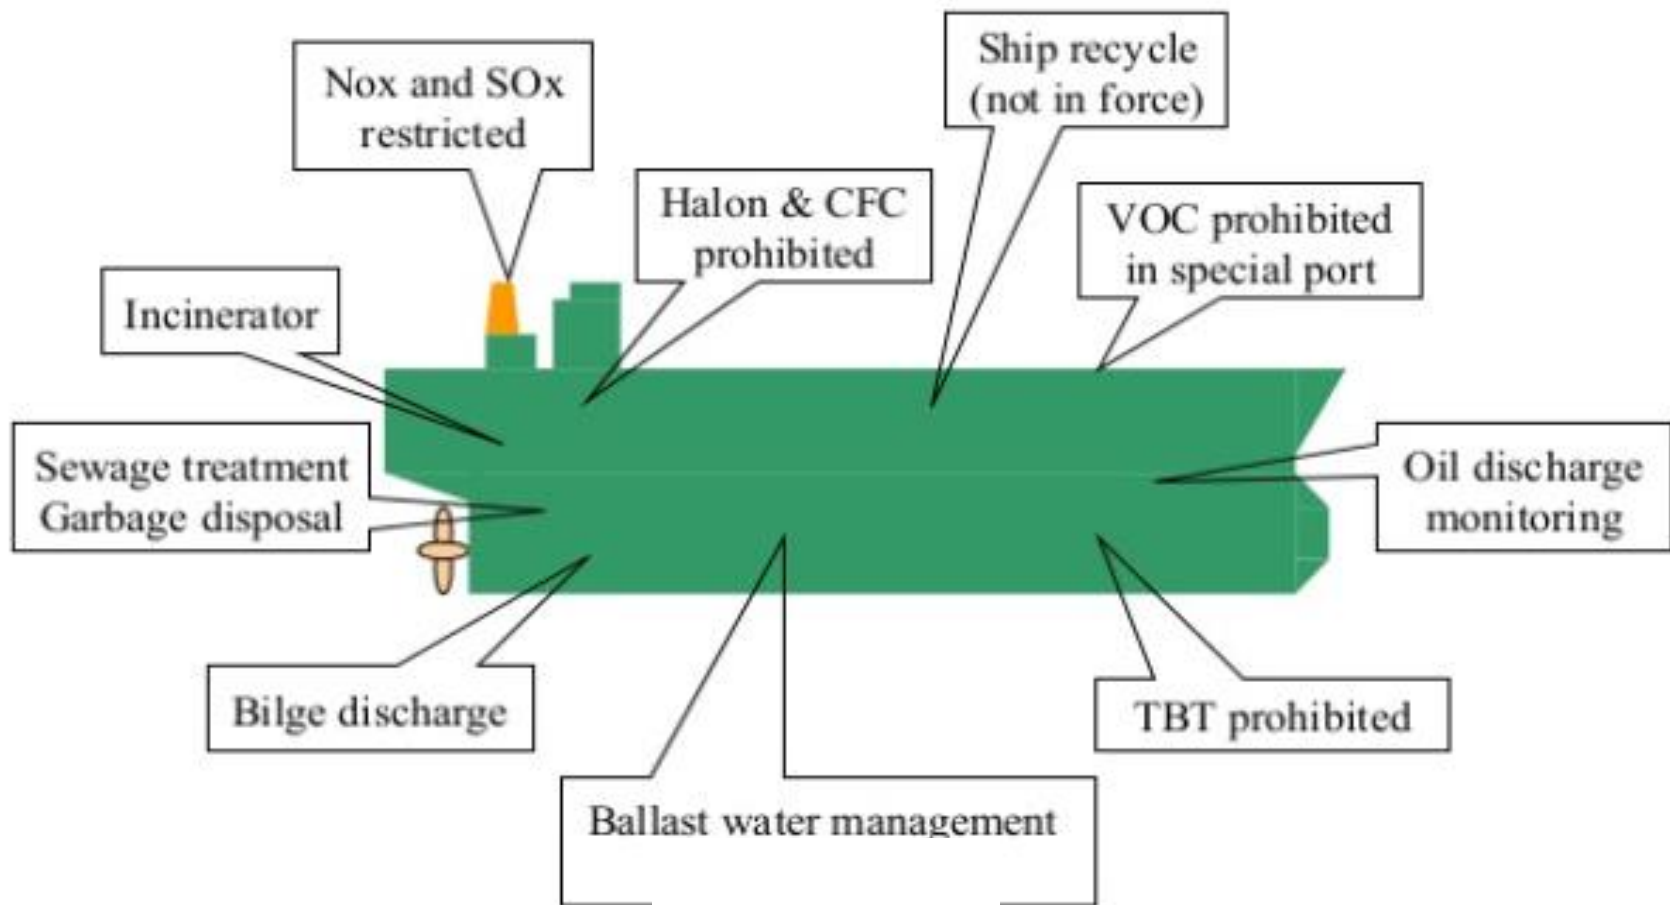 Nox and SOx
restricted
Ship recycle
(not in force)
Halon & CFC
prohibited
VOC prohibited
in special port
Incinerator
Sewage treatment
Garbage disposal
Oil discharge
monitoring
Bilge discharge
TBT prohibited
Ballast water management